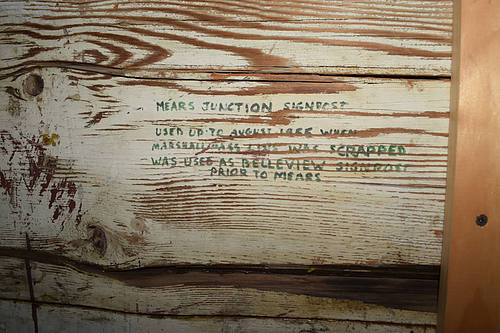 MEARS JUNCTION SIGNPOST
USED UP TO AUGUST WHEN
MARSHALL PASS LINE WAS SCRAPPED
WAS USED AS BELLEVIEW SIGNPOST
PRIOR TO MEARS